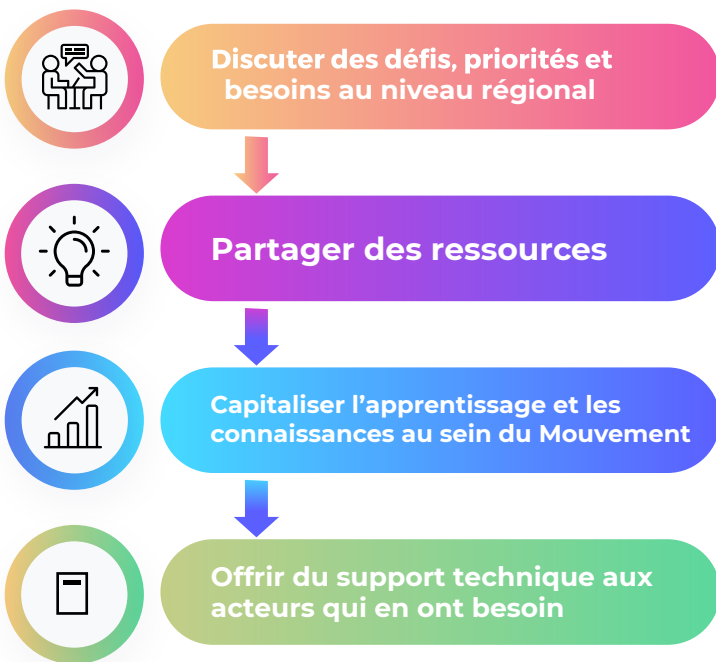 Discuter des défis, priorités et
besoins au niveau régional
Partager des ressources
Capitaliser l’apprentissage et les
connaissances au sein du Mouvement
Offrir du support technique aux
acteurs qui en ont besoin